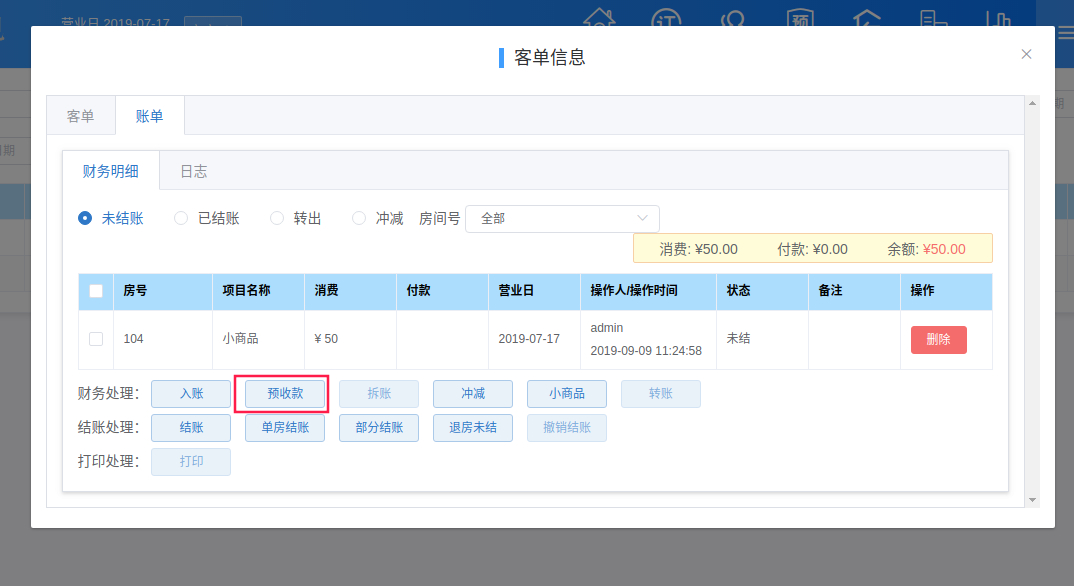 营业日 2019-07-17
订
预
客单信息
客单 账单
期
日期
财务明细 日志
未结账 已结账 转出 冲减 房间号 全部
消费: ¥50.00 付款: ¥0.00 余额: ¥50.00
房号 项目名称 消费 付款 营业日 操作人/操作时间 状态 备注 操作
104 小商品 ¥ 50 2019-07-17 admin 未结 删除
2019-09-09 11:24:58
财务处理: 入账 预收款 拆账 冲减 小商品 转账
结账处理: 结账 单房结账 部分结账 退房未结 撤销结账
打印处理: 打印